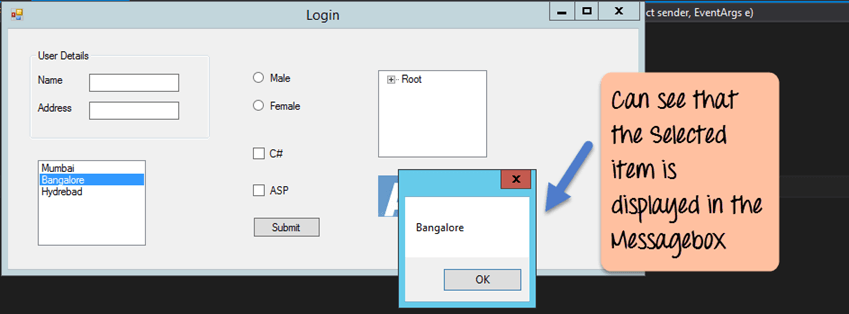 Login
ct sender, EventArgs e)
User Details
Name
Address
Male
Female
Root
C#
ASP
Mumbai
Bangalore
Hydrebad
Submit
Bangalore
OK
Can see that
the Selected
item is
displayed in the
Messagebox